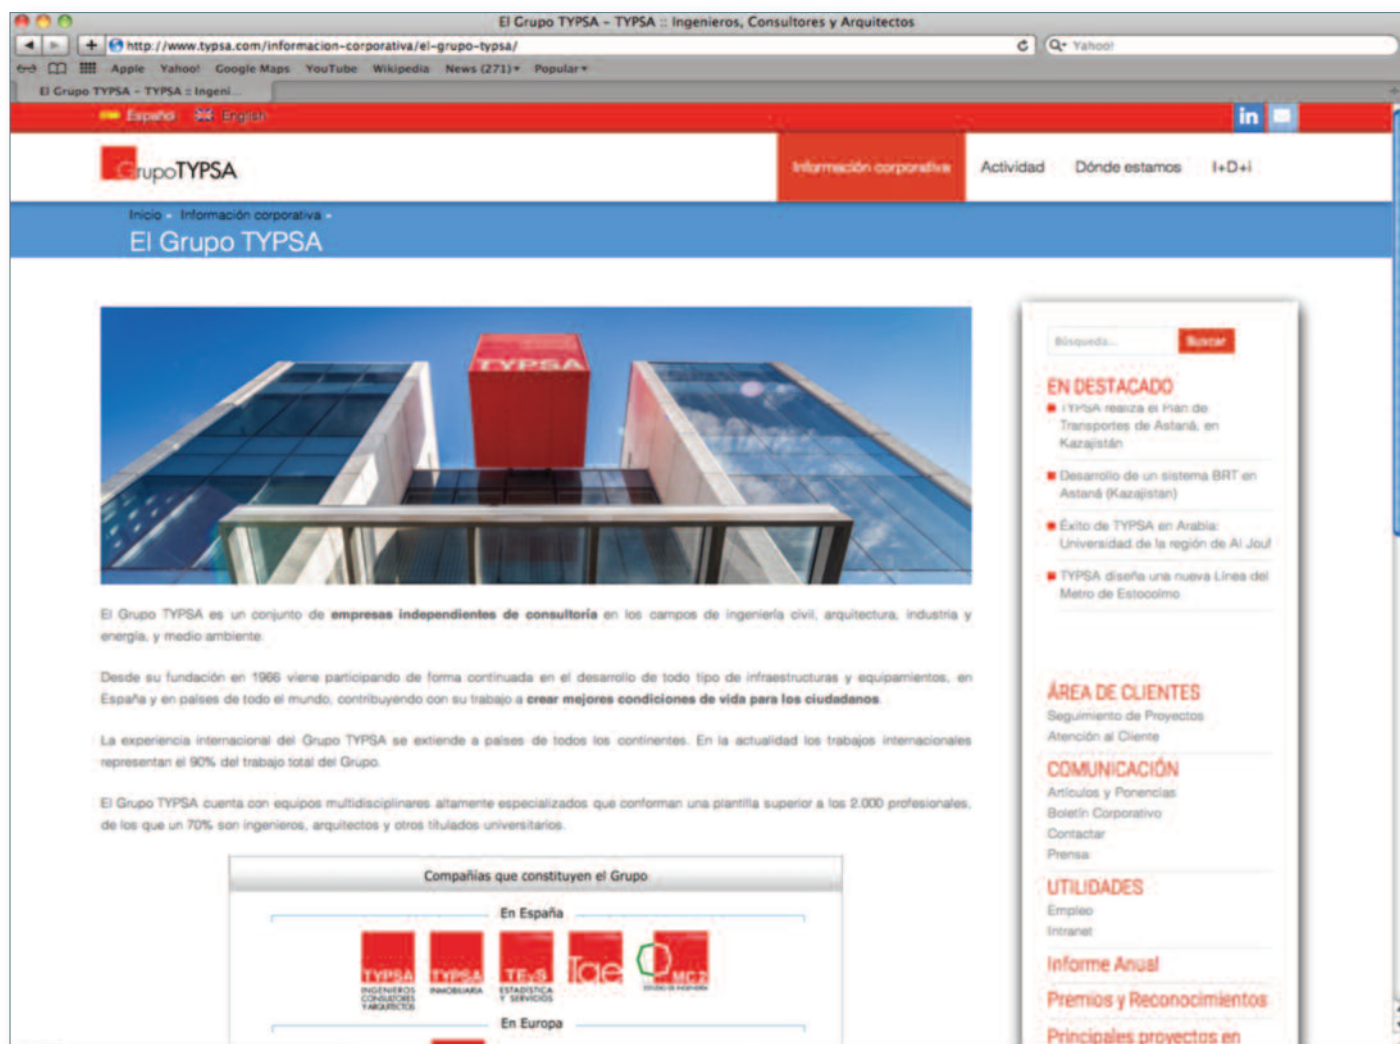 El Grupo TYPSA - TYPSA :: Ingenieros, Consultores y Arquitectos
http://www.typsa.com/informacion-corporativa/el-grupo-typsa/
Yahoo!
Apple Yahoo! Google Maps YouTube Wikipedia News (271) Popular
El Grupo TYPSA - TYPSA :: Ingeni...
Español English
in
GrupoTYPSA
Información corporativa Actividad Dónde estamos I+D+i
Inicio - Información corporativa -
El Grupo TYPSA
TYPSA
El Grupo TYPSA es un conjunto de empresas independientes de consultoría en los campos de ingeniería civil, arquitectura, industria y
energía, y medio ambiente.
Desde su fundación en 1966 viene participando de forma continuada en el desarrollo de todo tipo de infraestructuras y equipamientos, en
España y en países de todo el mundo, contribuyendo con su trabajo a crear mejores condiciones de vida para los ciudadanos.
La experiencia internacional del Grupo TYPSA se extiende a países de todos los continentes. En la actualidad los trabajos internacionales
representan el 90% del trabajo total del Grupo.
El Grupo TYPSA cuenta con equipos multidisciplinares altamente especializados que conforman una plantilla superior a los 2.000 profesionales,
de los que un 70% son ingenieros, arquitectos y otros titulados universitarios.
Compañías que constituyen el Grupo
En España
TYPSA
INGENIEROS
CONSULTORES
Y ARQUITECTOS
TYPSA
INMOBILIARIA
TEyS
ESTADÍSTICA
Y SERVICIOS
Tae
MC2
ESTUDIO DE INGENIERÍA
En Europa
Búsqueda... Buscar
EN DESTACADO
TYPSA realiza el Plan de
Transportes de Astaná, en
Kazajistán
Desarrollo de un sistema BRT en
Astaná (Kazajistan)
Éxito de TYPSA en Arabia:
Universidad de la región de Al Jouf
TYPSA diseña una nueva Línea del
Metro de Estocolmo
ÁREA DE CLIENTES
Seguimiento de Proyectos
Atención al Cliente
COMUNICACIÓN
Artículos y Ponencias
Boletín Corporativo
Contactar
Prensa
UTILIDADES
Empleo
Intranet
Informe Anual
Premios y Reconocimientos
Principales proyectos en